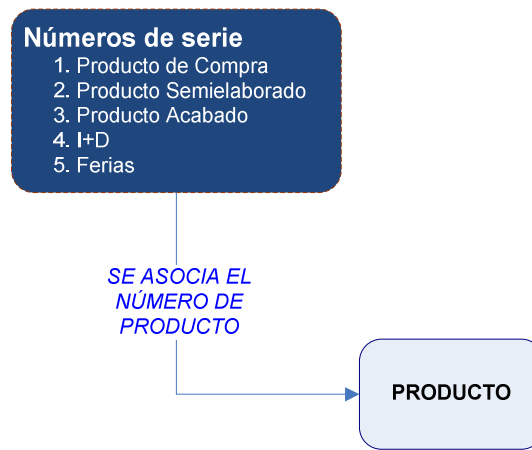 Números de serie
1. Producto de Compra
2. Producto Semielaborado
3. Producto Acabado
4. I+D
5. Ferias
SE ASOCIA EL
NÚMERO DE
PRODUCTO
PRODUCTO